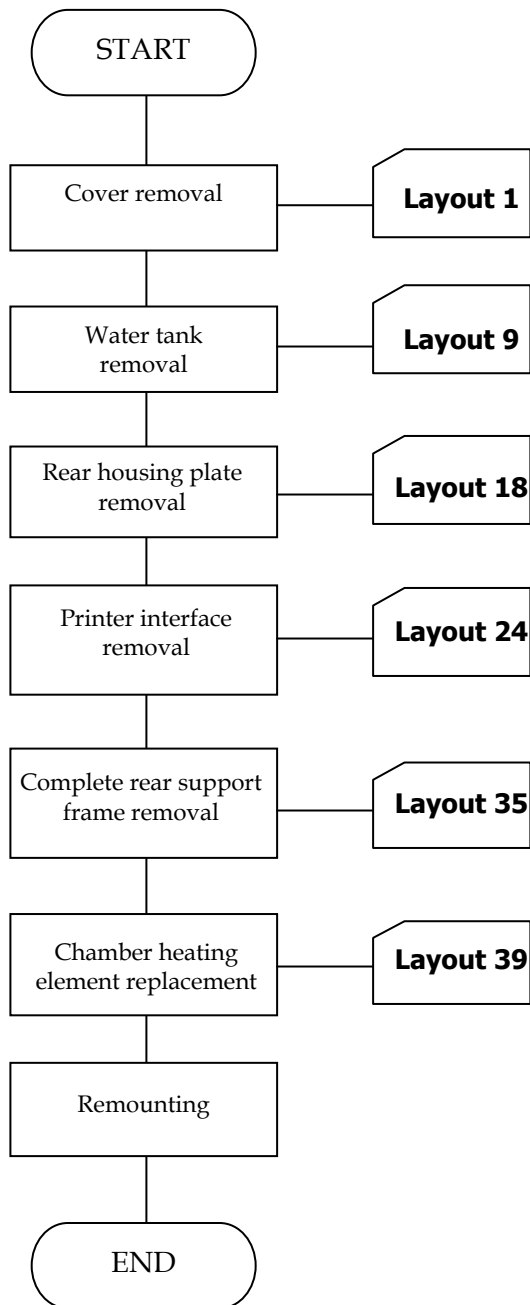 START
Cover removal
Layout 1
Water tank
removal
Layout 9
Rear housing plate
removal
Layout 18
Printer interface
removal
Layout 24
Complete rear support
frame removal
Layout 35
Chamber heating
element replacement
Layout 39
Remounting
END